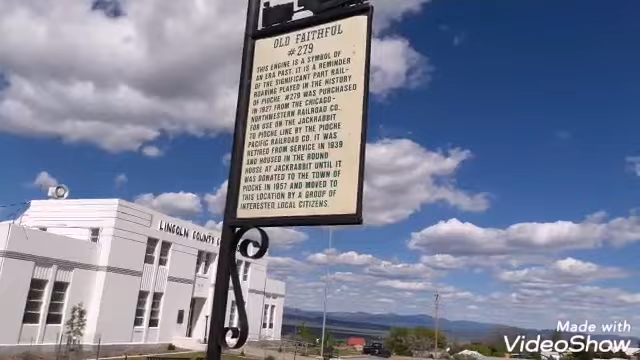 OLD FAITHFUL
#279
THIS ENGINE IS A SYMBOL OF
AN ERA PAST. IT IS A REMINDER
OF THE SIGNIFICANT PART RAIL-
ROADING PLAYED IN THE HISTORY
OF PIOCHE. #279 WAS PURCHASED
IN 1927 FROM THE CHICAGO-
NORTHWESTERN RAILROAD CO.
FOR USE ON THE JACKRABBIT
TO PIOCHE LINE BY THE PIOCHE
PACIFIC RAILROAD CO. IT WAS
RETIRED FROM SERVICE IN 1939
AND HOUSED IN THE ROUND
HOUSE AT JACKRABBIT UNTIL IT
WAS DONATED TO THE TOWN OF
PIOCHE IN 1957 AND MOVED TO
THIS LOCATION BY A GROUP OF
INTERESTED LOCAL CITIZENS.
LINCOLN COUNTY
MADE WITH
VideoShow